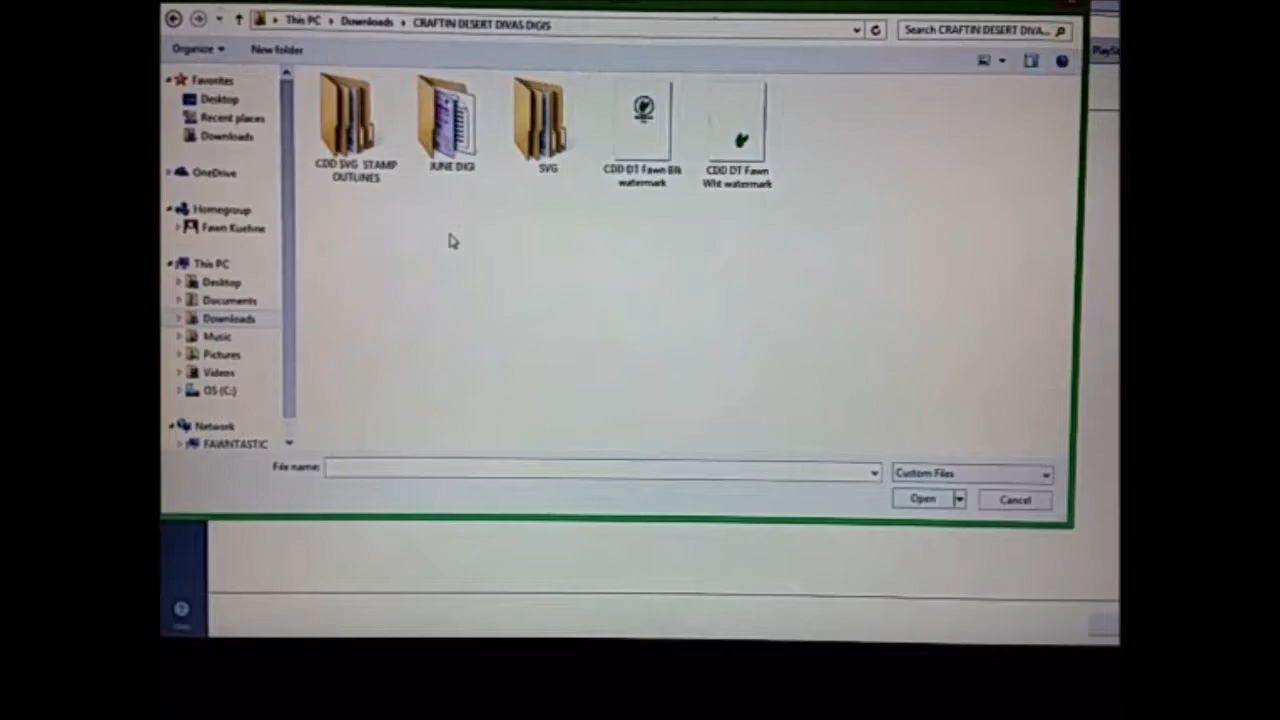 This PC
Downloads
CRAFTIN DESERT DIVAS DIGIS
Search CRAFTIN DESERT DIVA...
Organize
New folder
Favorites
Desktop
Recent places
Downloads
OneDrive
Homegroup
Fawn Kuehne
This PC
Desktop
Documents
Downloads
Music
Pictures
Videos
OS (C:)
Network
FAWNTASTIC
CDD SVG STAMP
OUTLINES
JUNE DIGI
SVG
CDD DT Fawn Blk
watermark
CDD DT Fawn
Wht watermark
File name:
Custom Files
Open
Cancel